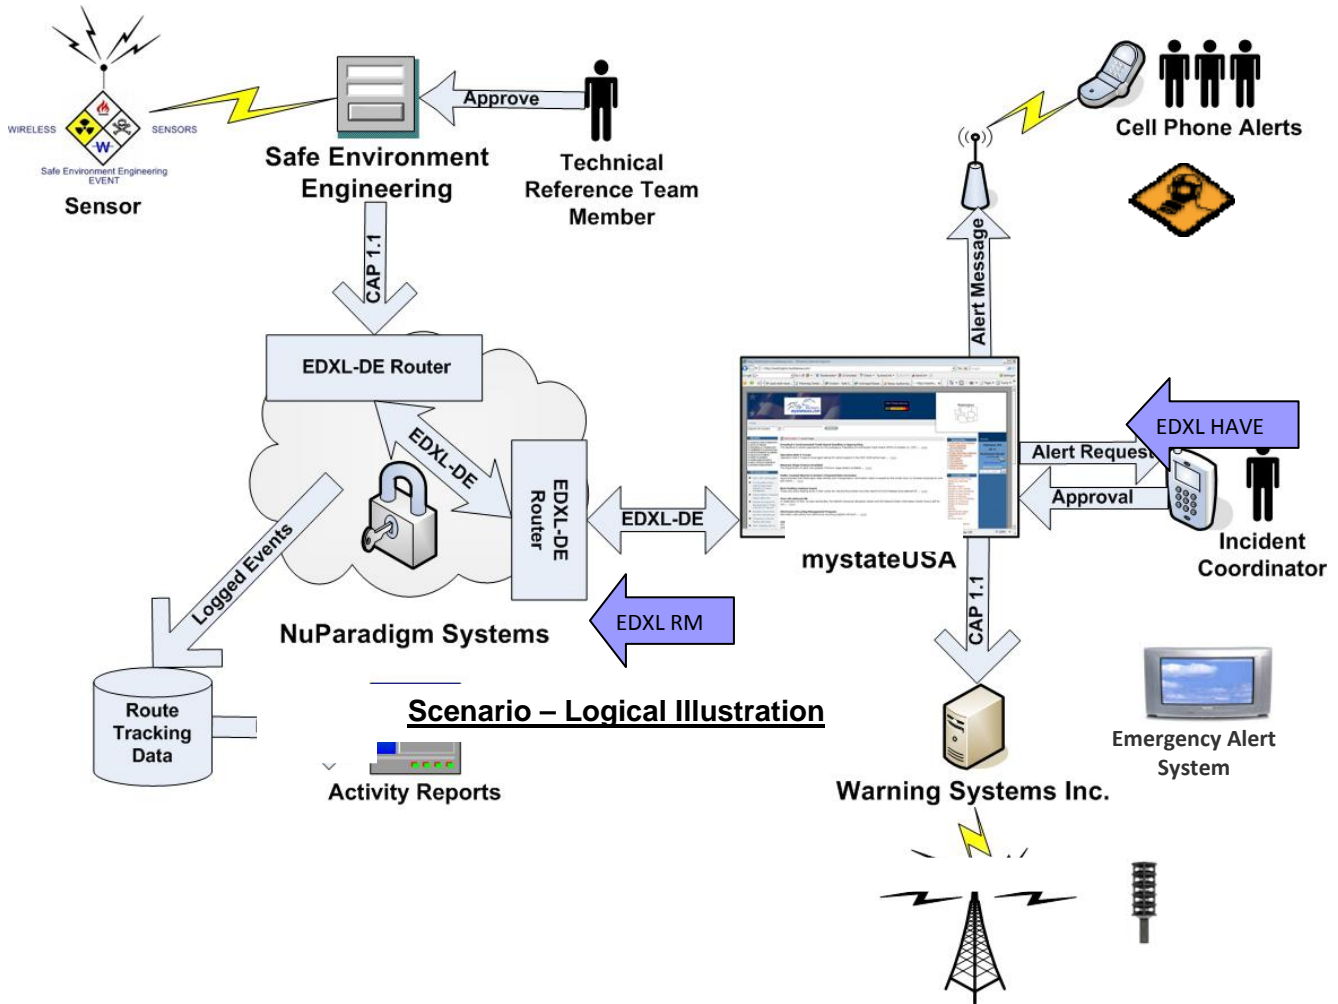 WIRELESS
SENSORS
W
Safe Environment Engineering
EVENT
Sensor
Safe Environment
Engineering
Approve
Technical
Reference Team
Member
Cell Phone Alerts
CAP 1.1
Alert Message
EDXL-DE Router
EDXL-DE
EDXL-DE
Router
EDXL-DE
mystateUSA
EDXL HAVE
Alert Request
Approval
Incident
Coordinator
Logged Events
NuParadigm Systems
EDXL RM
CAP 1.1
Route
Tracking
Data
Scenario – Logical Illustration
Activity Reports
Warning Systems Inc.
Emergency Alert
System